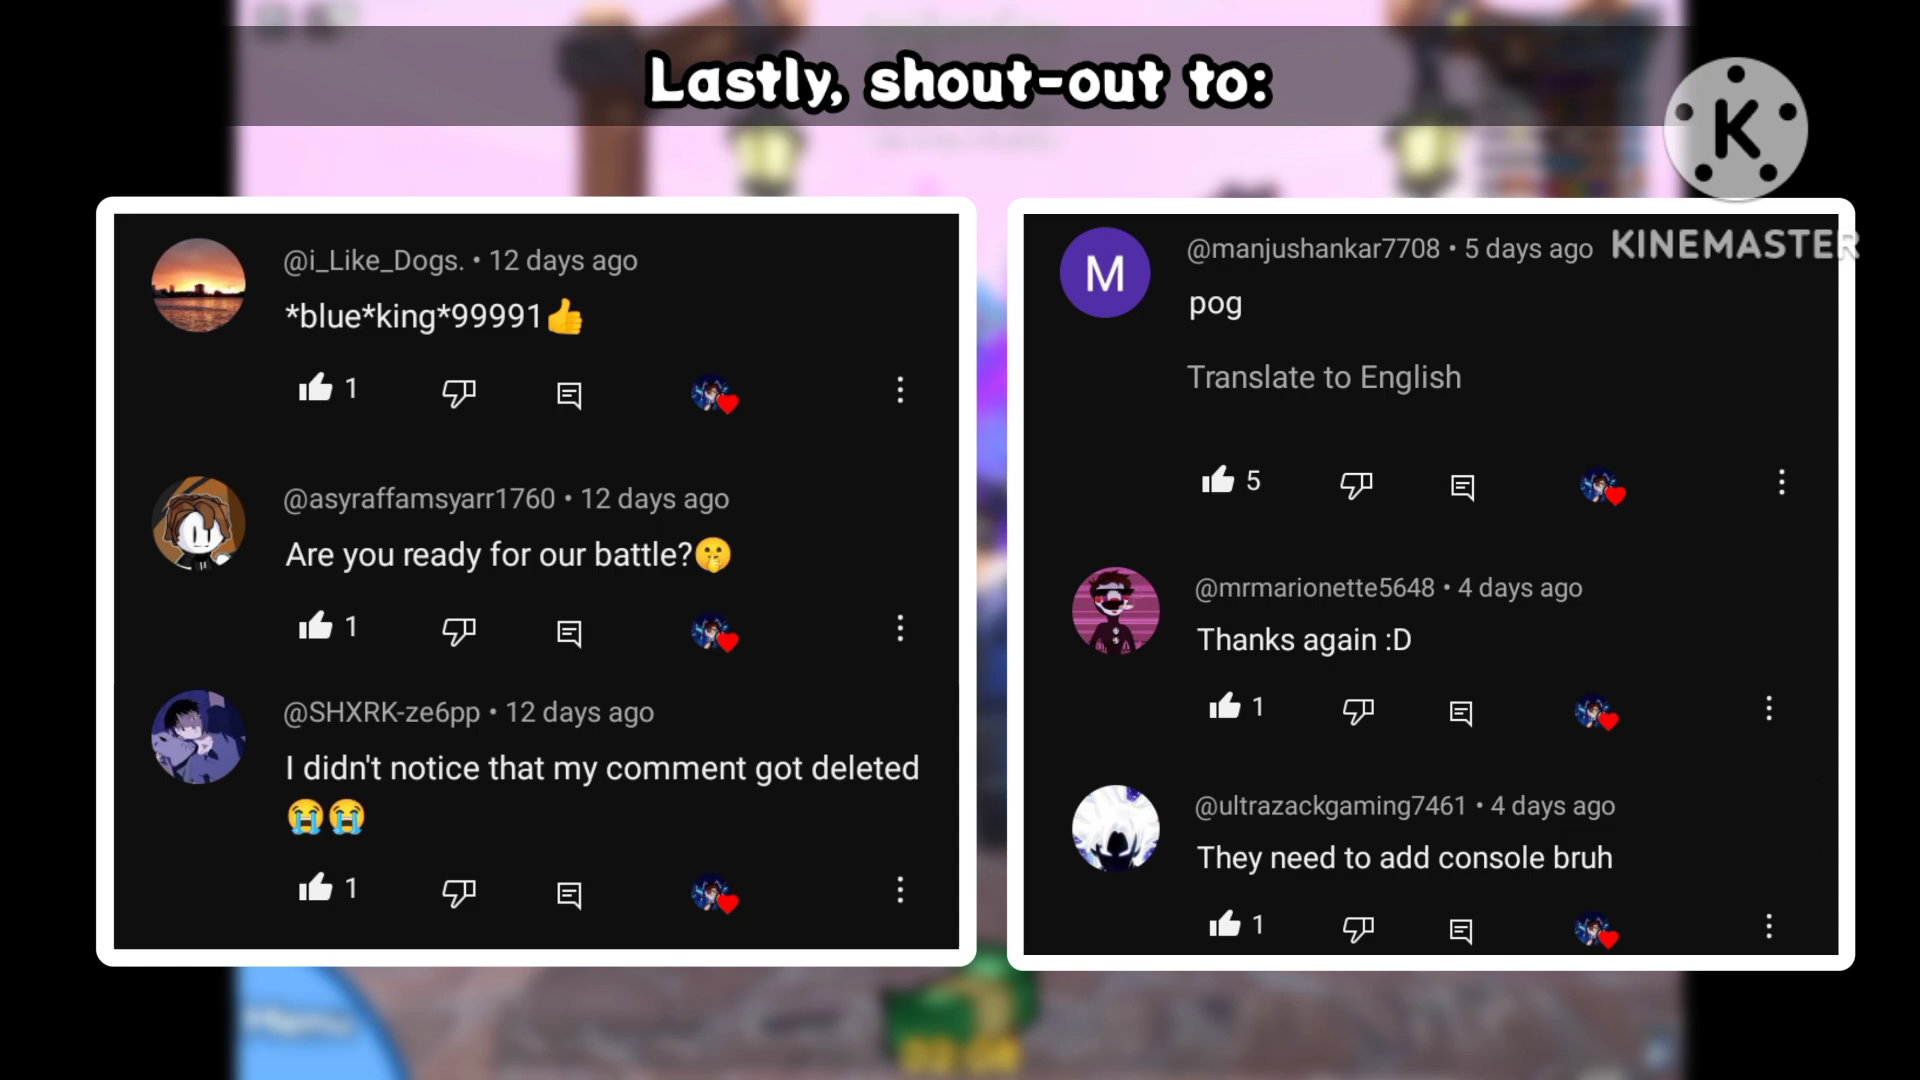 Lastly, shout-out to:
K
KINEMASTER
@i_Like_Dogs. • 12 days ago
*blue*king*99991👍
1
@asyraffamsyarr1760 • 12 days ago
Are you ready for our battle?🤫
1
@SHXRK-ze6pp • 12 days ago
I didn't notice that my comment got deleted
😭😭
1
M
@manjushankar7708 • 5 days ago
pog
Translate to English
5
@mrmarionette5648 • 4 days ago
Thanks again :D
1
@ultrazackgaming7461 • 4 days ago
They need to add console bruh
1